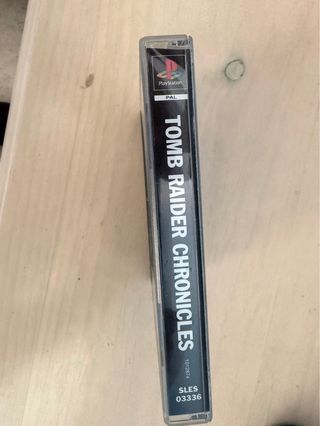 PlayStation
PAL
TOMB RAIDER CHRONICLES
SLES
03336